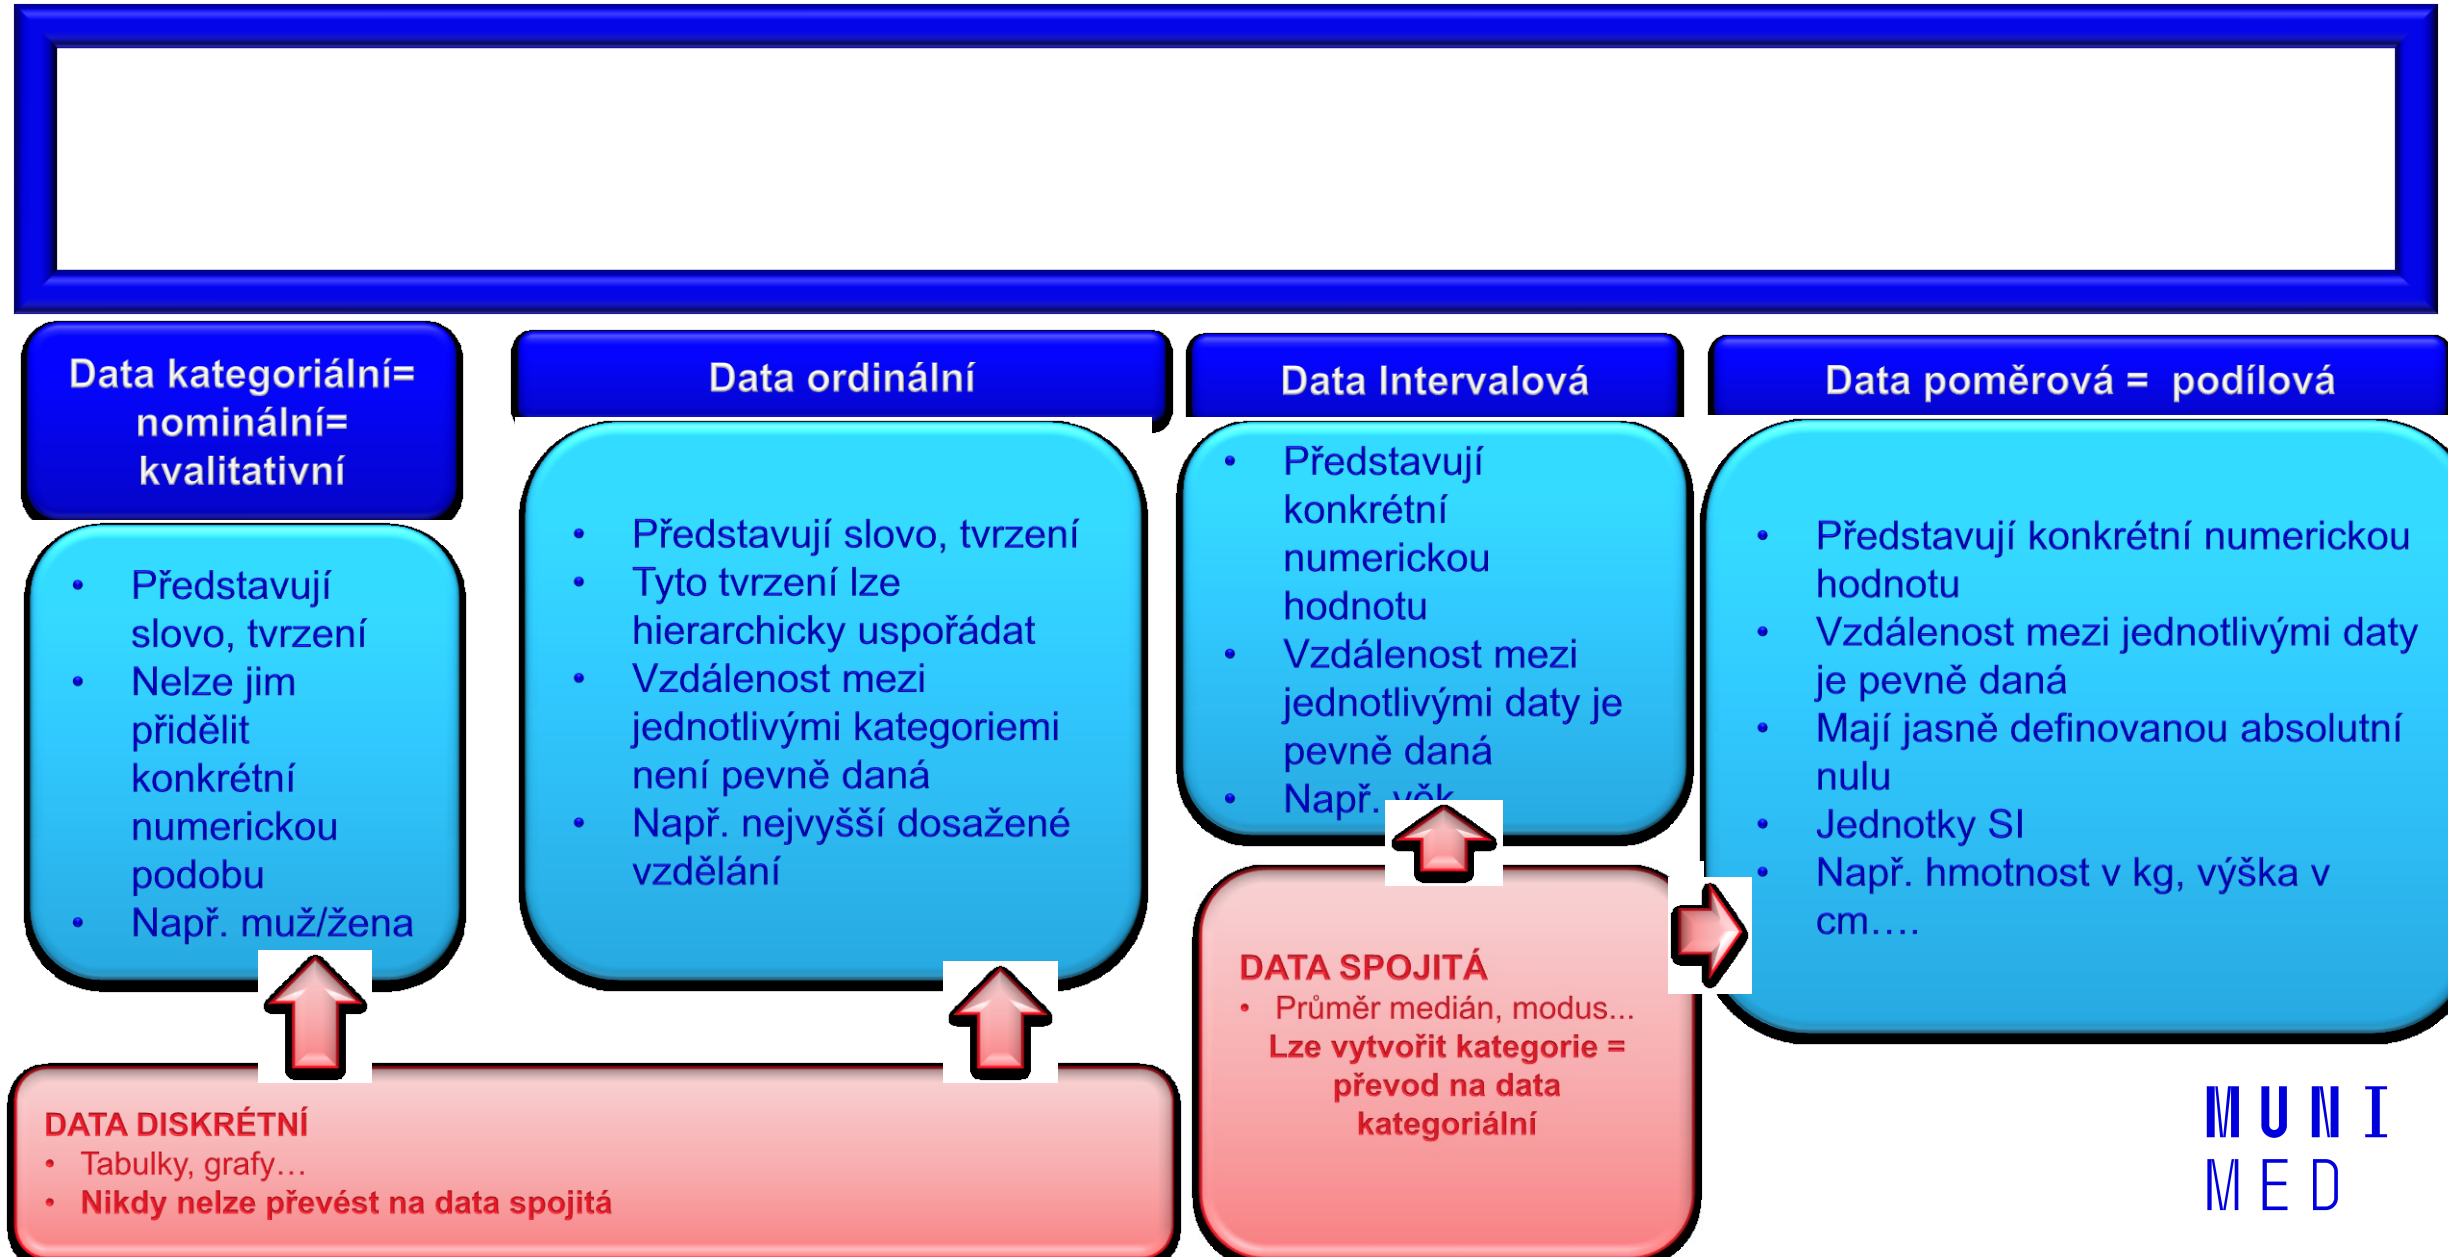 Data kategoriální=
nominální=
kvalitativní
• Představují
slovo, tvrzení
• Nelze jim
přidělit
konkrétní
numerickou
podobu
• Např. muž/žena
Data ordinální
• Představují slovo, tvrzení
• Tyto tvrzení lze
hierarchicky uspořádat
• Vzdálenost mezi
jednotlivými kategoriemi
není pevně daná
• Např. nejvyšší dosažené
vzdělání
Data Intervalová
• Představují
konkrétní
numerickou
hodnotu
• Vzdálenost mezi
jednotlivými daty je
pevně daná
• Např. věk
Data poměrová = podílová
• Představují konkrétní numerickou
hodnotu
• Vzdálenost mezi jednotlivými daty
je pevně daná
• Mají jasně definovanou absolutní
nulu
• Jednotky SI
• Např. hmotnost v kg, výška v
cm….
DATA DISKRÉTNÍ
• Tabulky, grafy…
• Nikdy nelze převést na data spojitá
DATA SPOJITÁ
• Průměr medián, modus...
Lze vytvořit kategorie =
převod na data
kategoriální
MUNI
MED